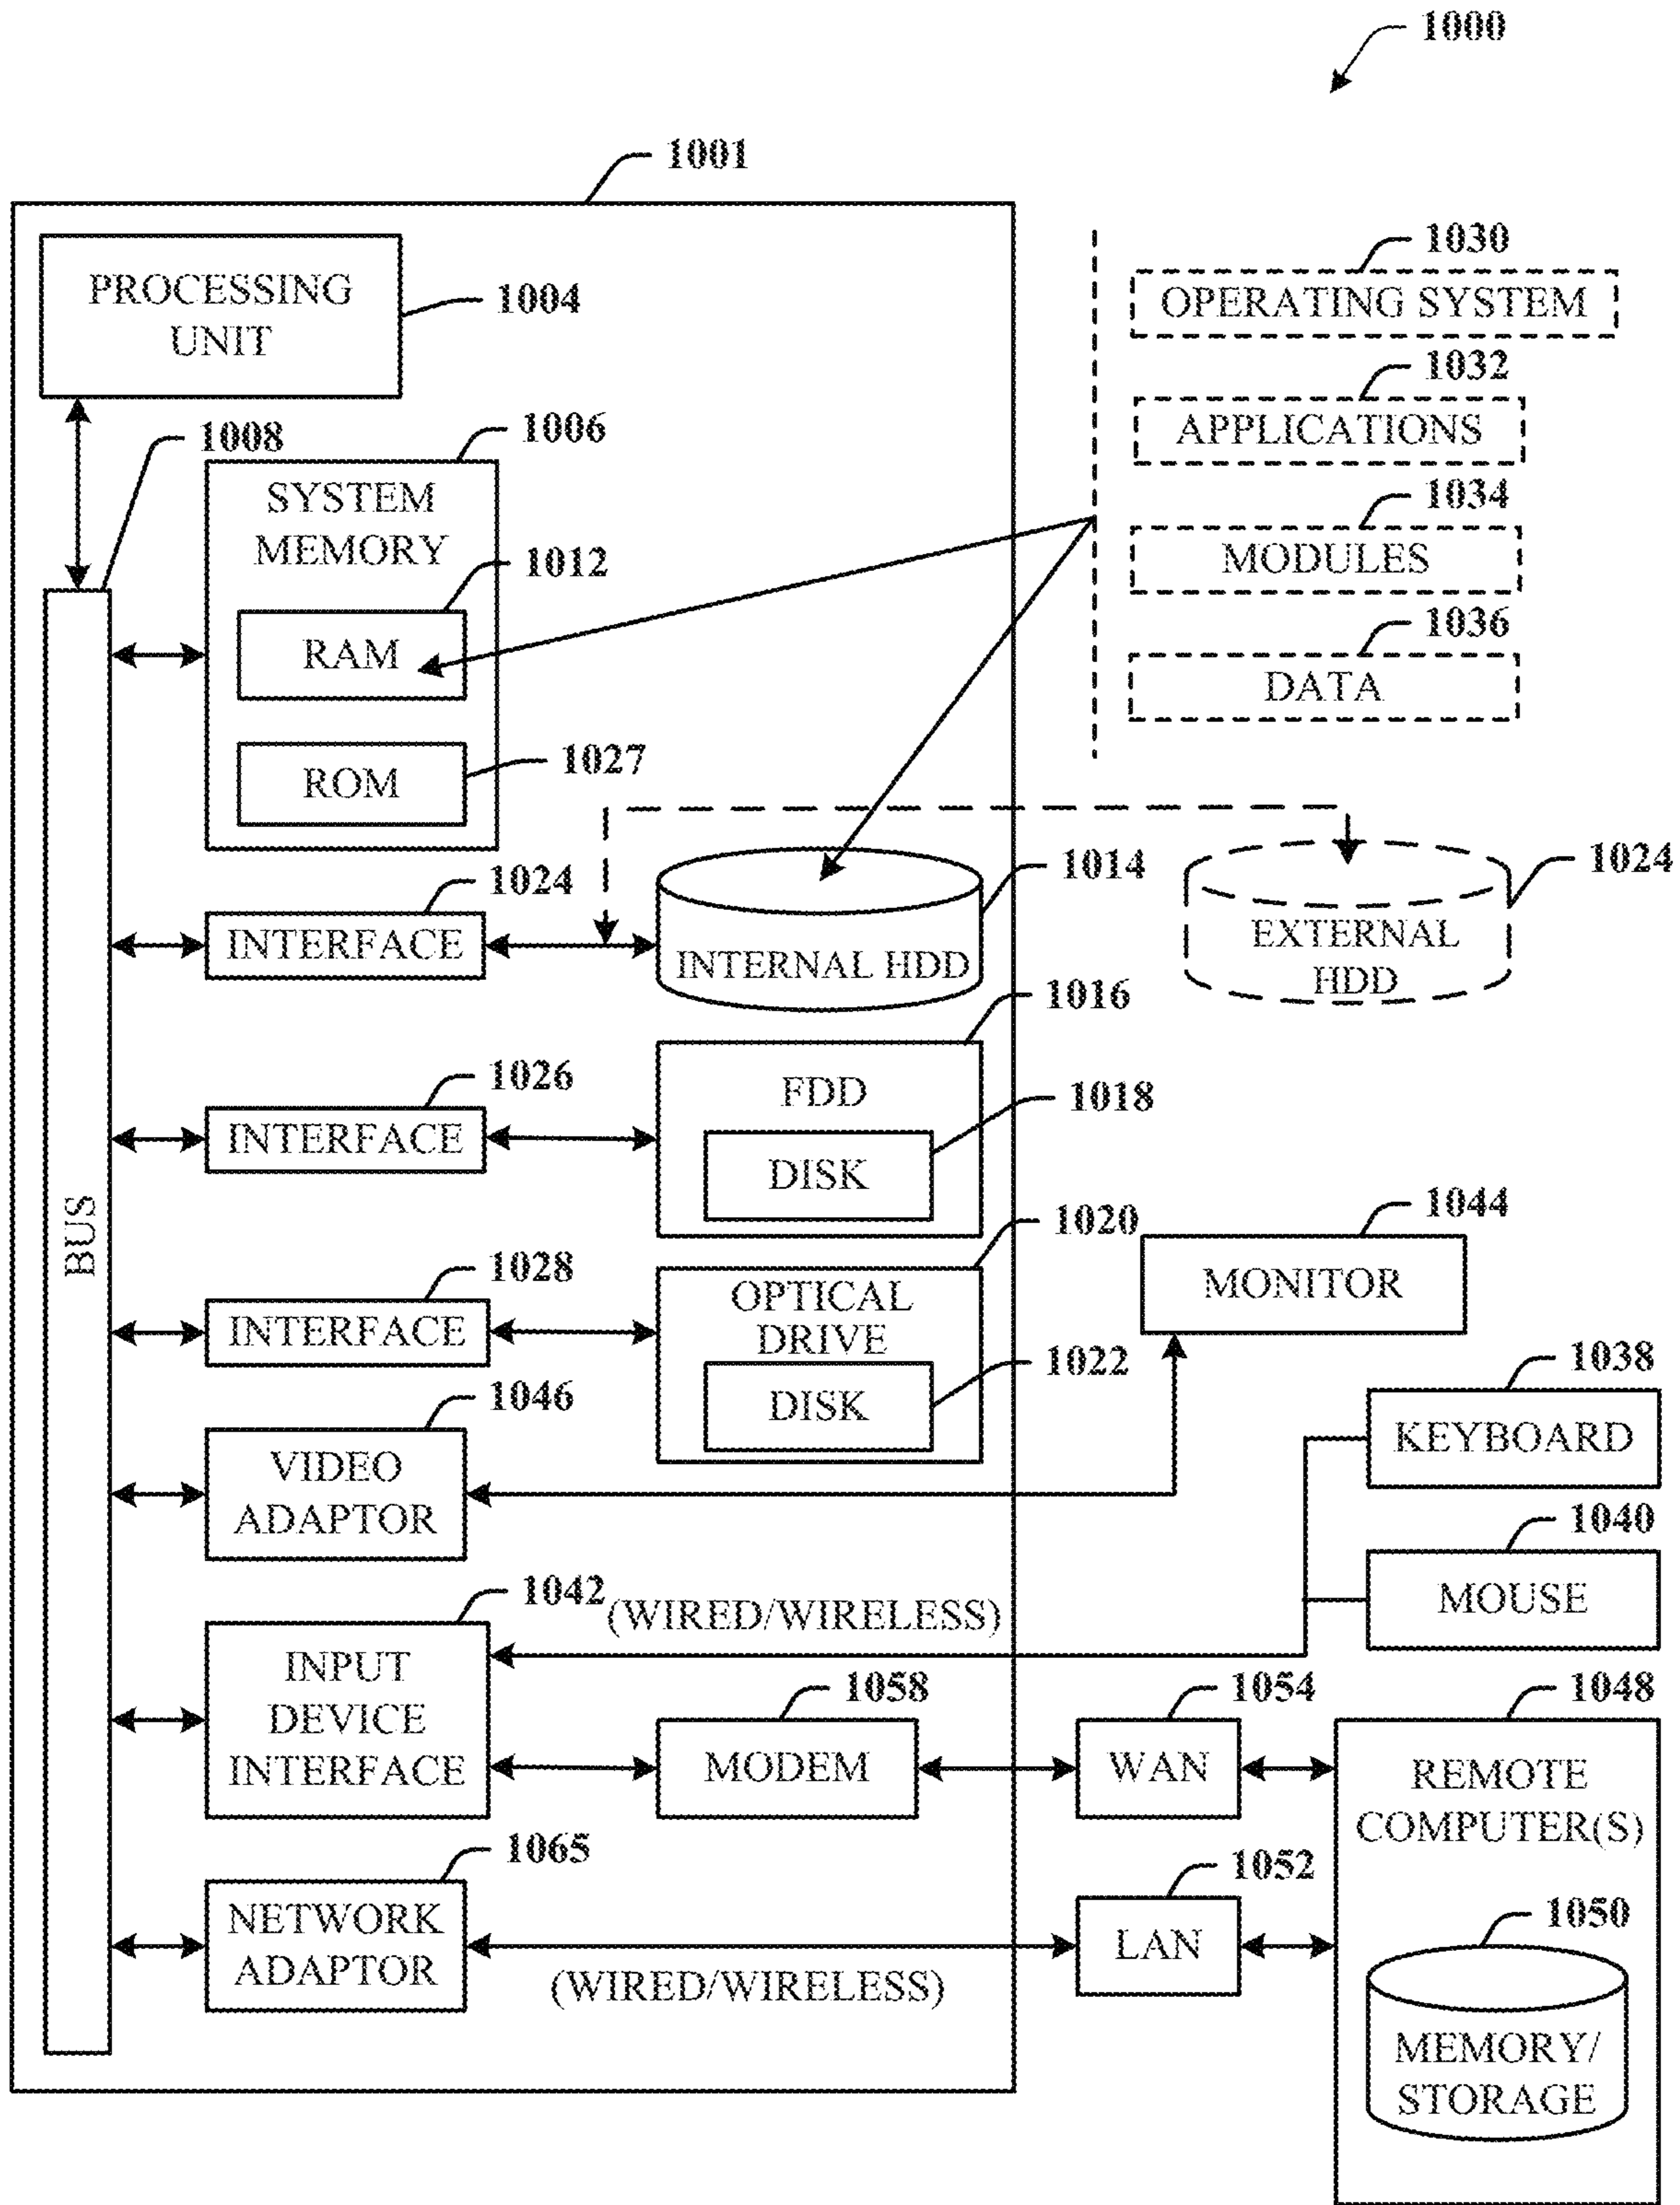 1000
1001
PROCESSING
UNIT
1004
1030
OPERATING SYSTEM
1032
APPLICATIONS
1034
MODULES
1036
DATA
1008
1006
SYSTEM
MEMORY
1012
RAM
1027
ROM
1024
INTERFACE
1014
INTERNAL HDD
1024
EXTERNAL
HDD
1016
FDD
1026
INTERFACE
1018
DISK
BUS
1028
INTERFACE
1020
OPTICAL
DRIVE
1022
DISK
1044
MONITOR
1046
VIDEO
ADAPTOR
1038
KEYBOARD
1040
MOUSE
1042
(WIRED/WIRELESS)
INPUT
DEVICE
INTERFACE
1058
MODEM
1054
WAN
1048
REMOTE
COMPUTER(S)
1065
NETWORK
ADAPTOR
(WIRED/WIRELESS)
1052
LAN
1050
MEMORY/
STORAGE